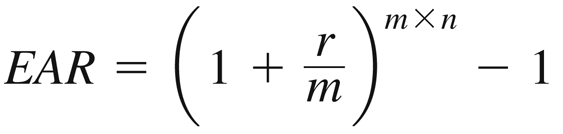 EAR = (1 + r/m)^{m×n} − 1